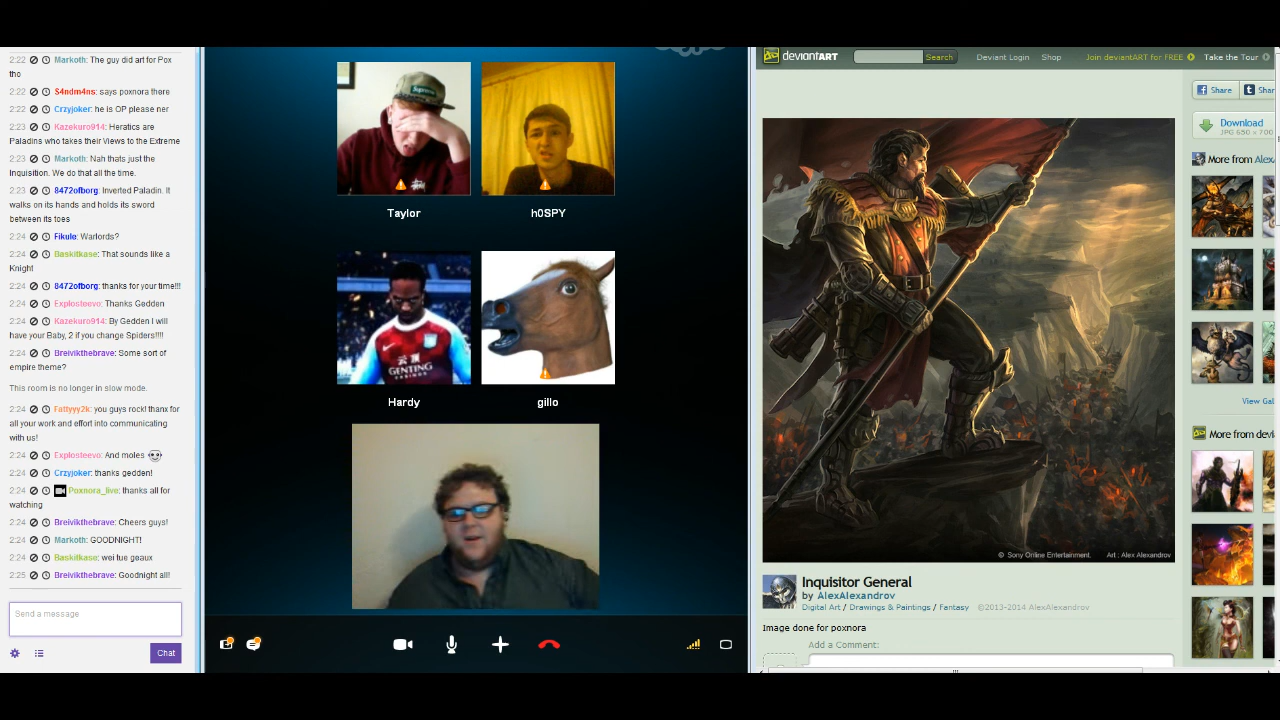 2:22 Markoth: The guy did art for Pox
tho
2:22 S4ndm4ns: says poxnora there
2:22 Crzyjoker: he is OP please ner
2:23 Kazekuro914: Heratics are
Paladins who takes their Views to the Extreme
2:23 Markoth: Nah thats just the
Inquisition. We do that all the time.
2:23 8472ofborg: Inverted Paladin. It
walks on its hands and holds its sword
between its toes
2:24 Fikule: Warlords?
2:24 Baskitkase: That sounds like a
Knight
2:24 8472ofborg: thanks for your time!!!
2:24 Explosteevo: Thanks Gedden
2:24 Kazekuro914: By Gedden I will
have your Baby, 2 if you change Spiders!!!!
2:24 Breivikthebrave: Some sort of
empire theme?
This room is no longer in slow mode.
2:24 Fattyyy2k: you guys rock! thanx for
all your work and effort into communicating
with us!
2:24 Explosteevo: And moles
2:24 Crzyjoker: thanks gedden!
2:24 Poxnora_live: thanks all for
watching
2:24 Breivikthebrave: Cheers guys!
2:24 Markoth: GOODNIGHT!
2:24 Baskitkase: wei tue geaux
2:25 Breivikthebrave: Goodnight all!
Send a message
Chat
Taylor
h0SPY
GENTING
Hardy
gillo
deviantART
Search
Deviant Login
Shop
Join deviantART for FREE
Take the Tour
Share
Shar
Download
JPG 650 × 700
More from Alex
View Gal
More from devi
© Sony Online Entertainment. Art : Alex Alexandrov
Inquisitor General
by AlexAlexandrov
Digital Art / Drawings & Paintings / Fantasy ©2013-2014 AlexAlexandrov
Image done for poxnora
Add a Comment: